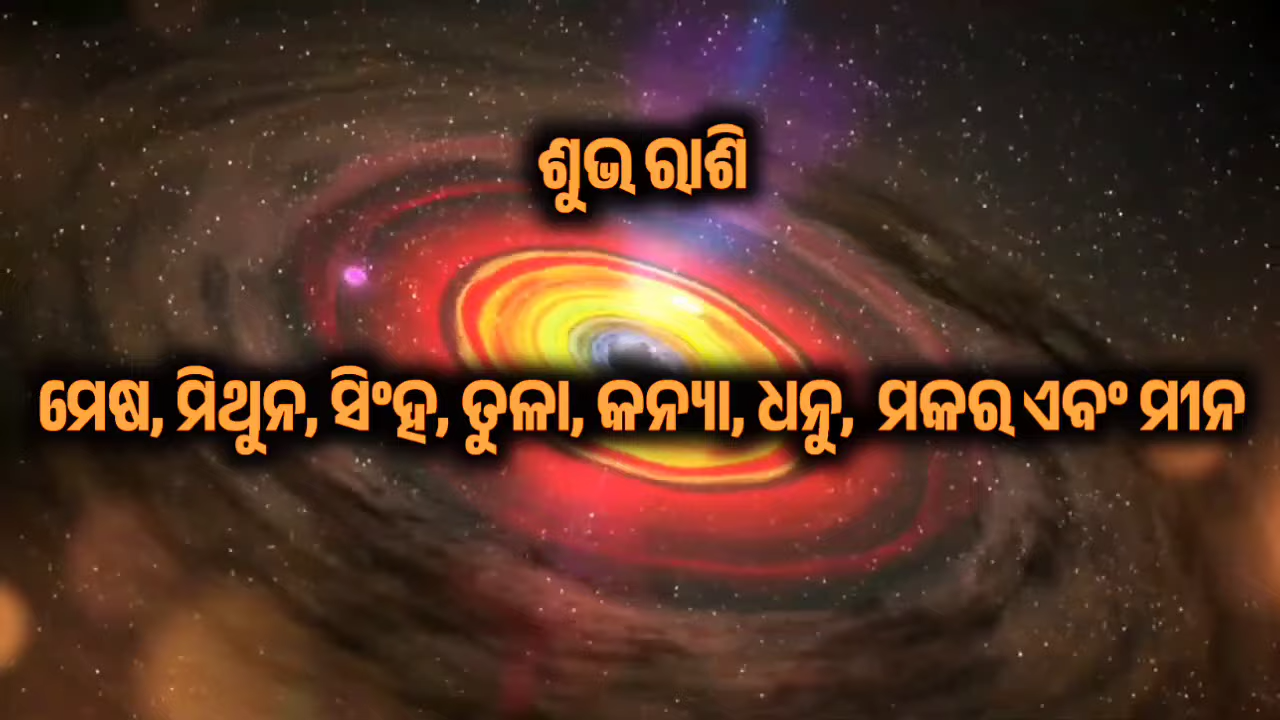 ଶୁଭ ରାଶି
ମେଷ, ମିଥୁନ, ସିଂହ, ତୁଳା, କନ୍ୟା, ଧନୁ, ମକର ଏବଂ ମୀନ